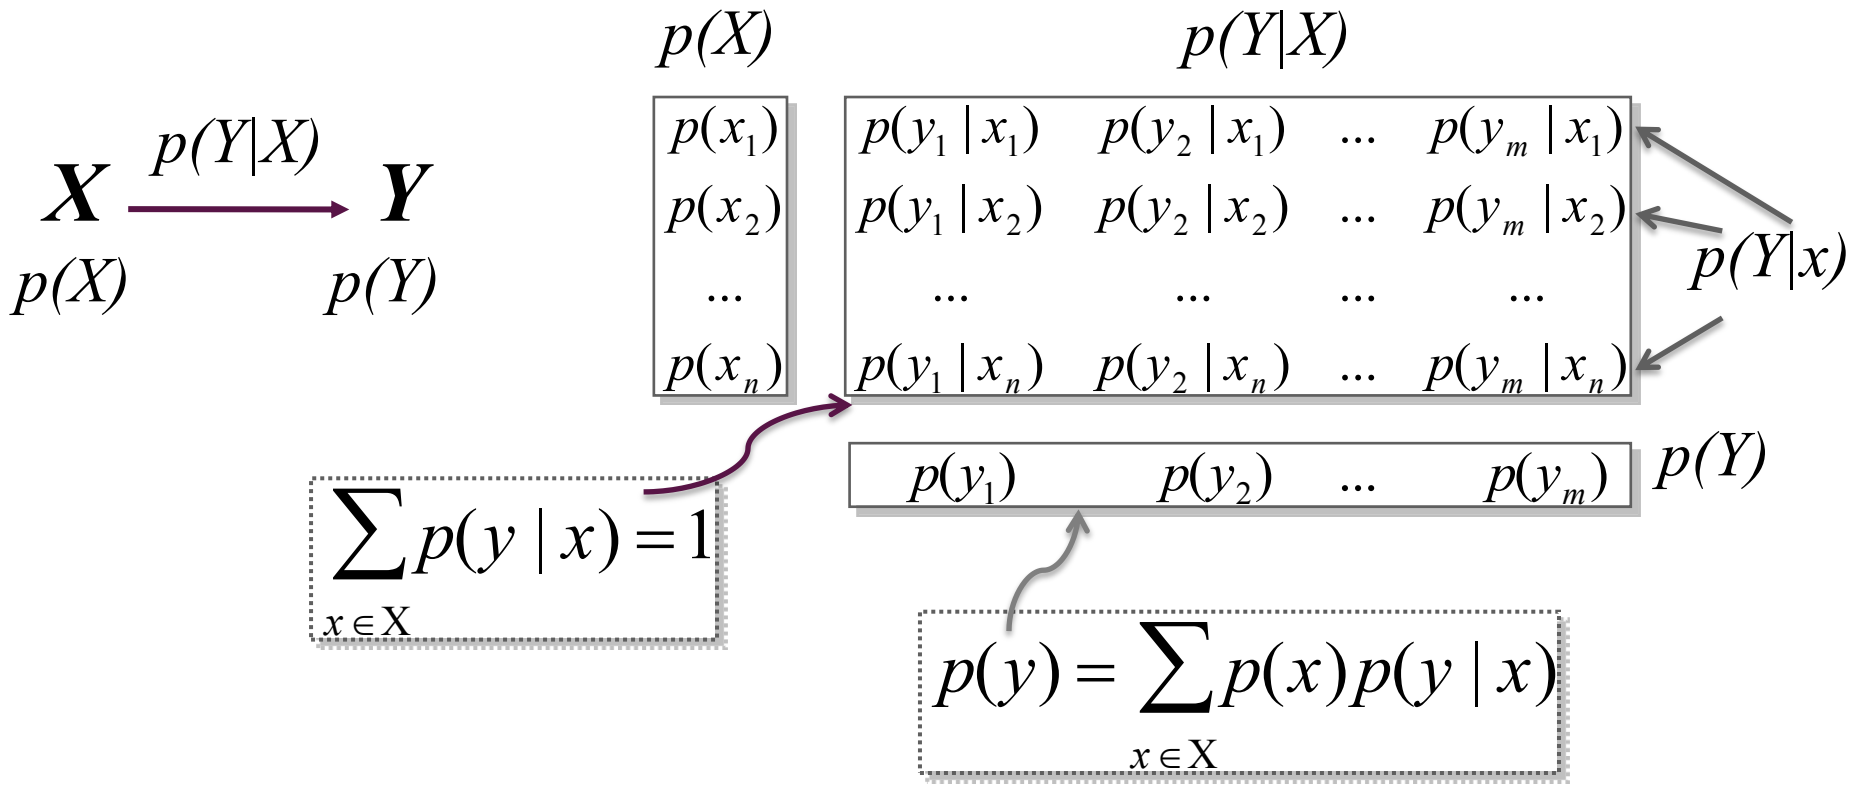 p(X) p(Y|X)
p(x₁) p(y₁ | x₁) p(y₂ | x₁) ... p(yₘ | x₁)
p(Y|X)
X Y
p(x₂) p(y₁ | x₂) p(y₂ | x₂) ... p(yₘ | x₂)
p(X) p(Y)
p(Y|x)
... ... ... ... ...
p(xₙ) p(y₁ | xₙ) p(y₂ | xₙ) ... p(yₘ | xₙ)
p(y₁) p(y₂) ... p(yₘ) p(Y)
∑ p(y | x) = 1
x ∈ X
p(y) = ∑ p(x) p(y | x)
x ∈ X